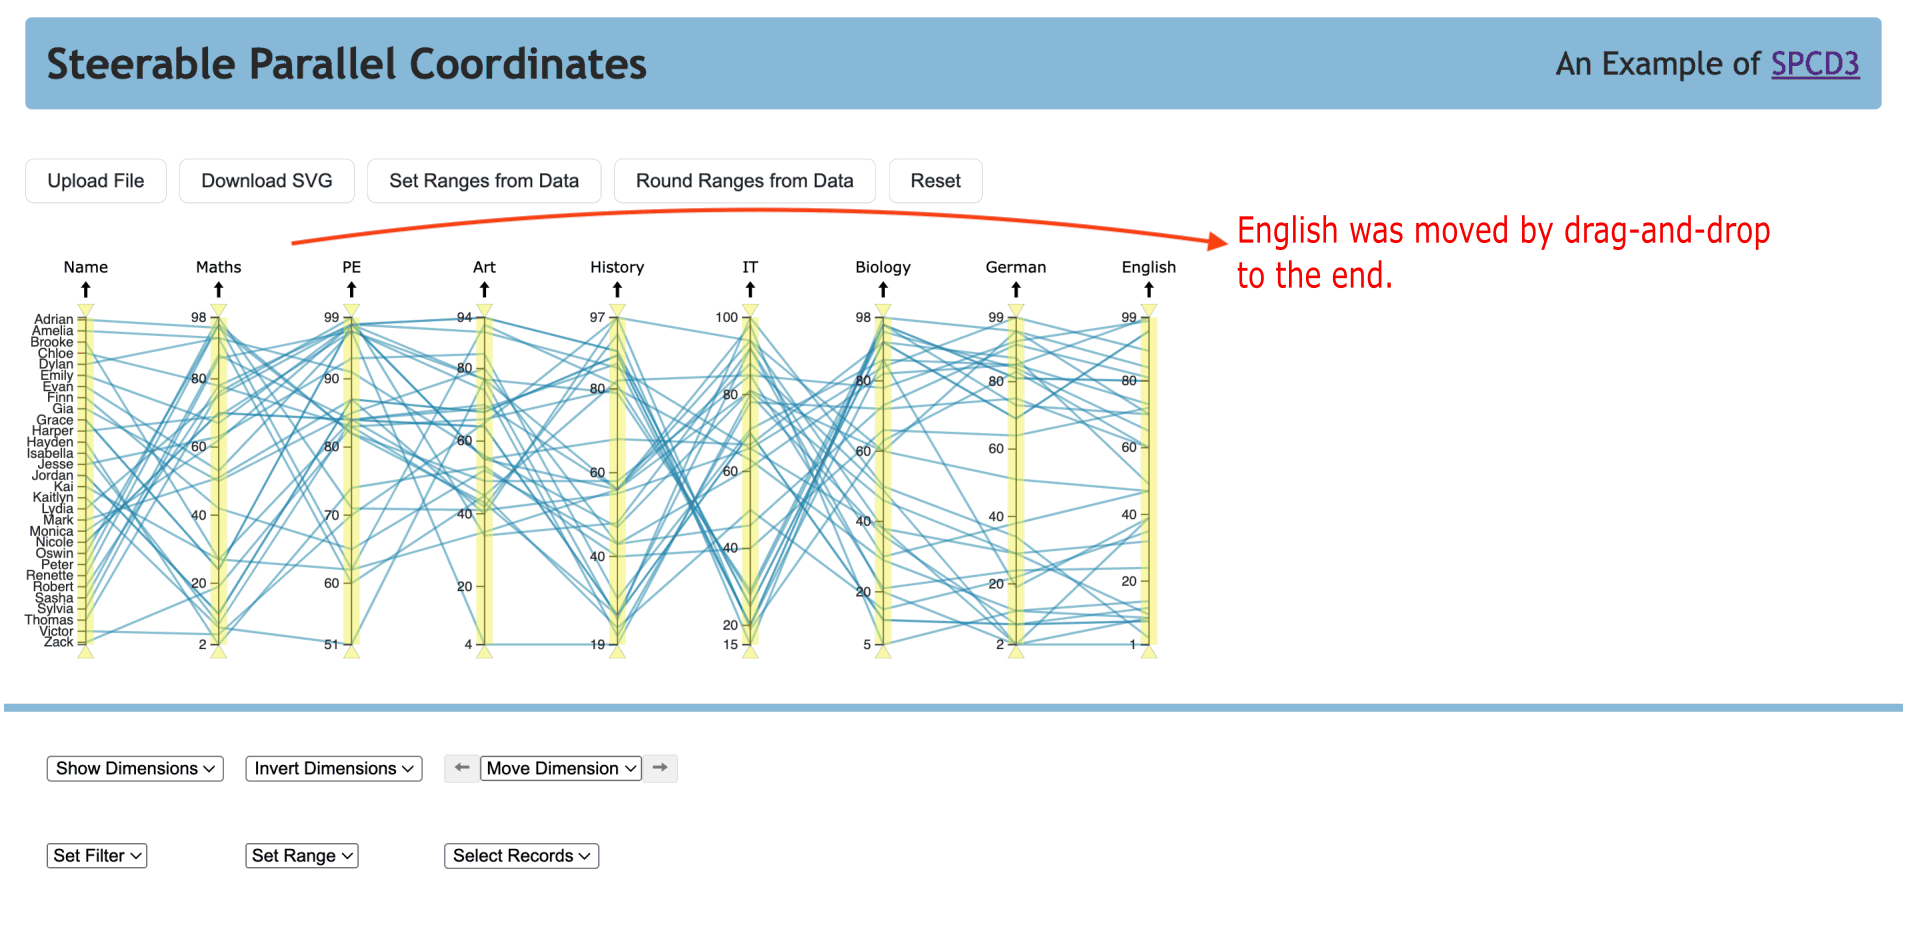 Steerable Parallel Coordinates
An Example of SPCD3
Upload File Download SVG Set Ranges from Data Round Ranges from Data Reset
English was moved by drag-and-drop
to the end.
Name Maths PE Art History IT Biology German English
Adrian
Amelia
Brooke
Chloe
Dylan
Emily
Evan
Finn
Gia
Grace
Harper
Hayden
Isabella
Jesse
Jordan
Kai
Kaitlyn
Lydia
Mark
Monica
Nicole
Oswin
Peter
Renette
Robert
Sasha
Sylvia
Thomas
Victor
Zack
98
80
60
40
20
2
99
90
80
70
60
51
94
80
60
40
20
4
97
80
60
40
19
100
80
60
40
20
15
98
80
60
40
20
5
99
80
60
40
20
2
99
80
60
40
20
1
Show Dimensions Invert Dimensions Move Dimension
Set Filter Set Range Select Records